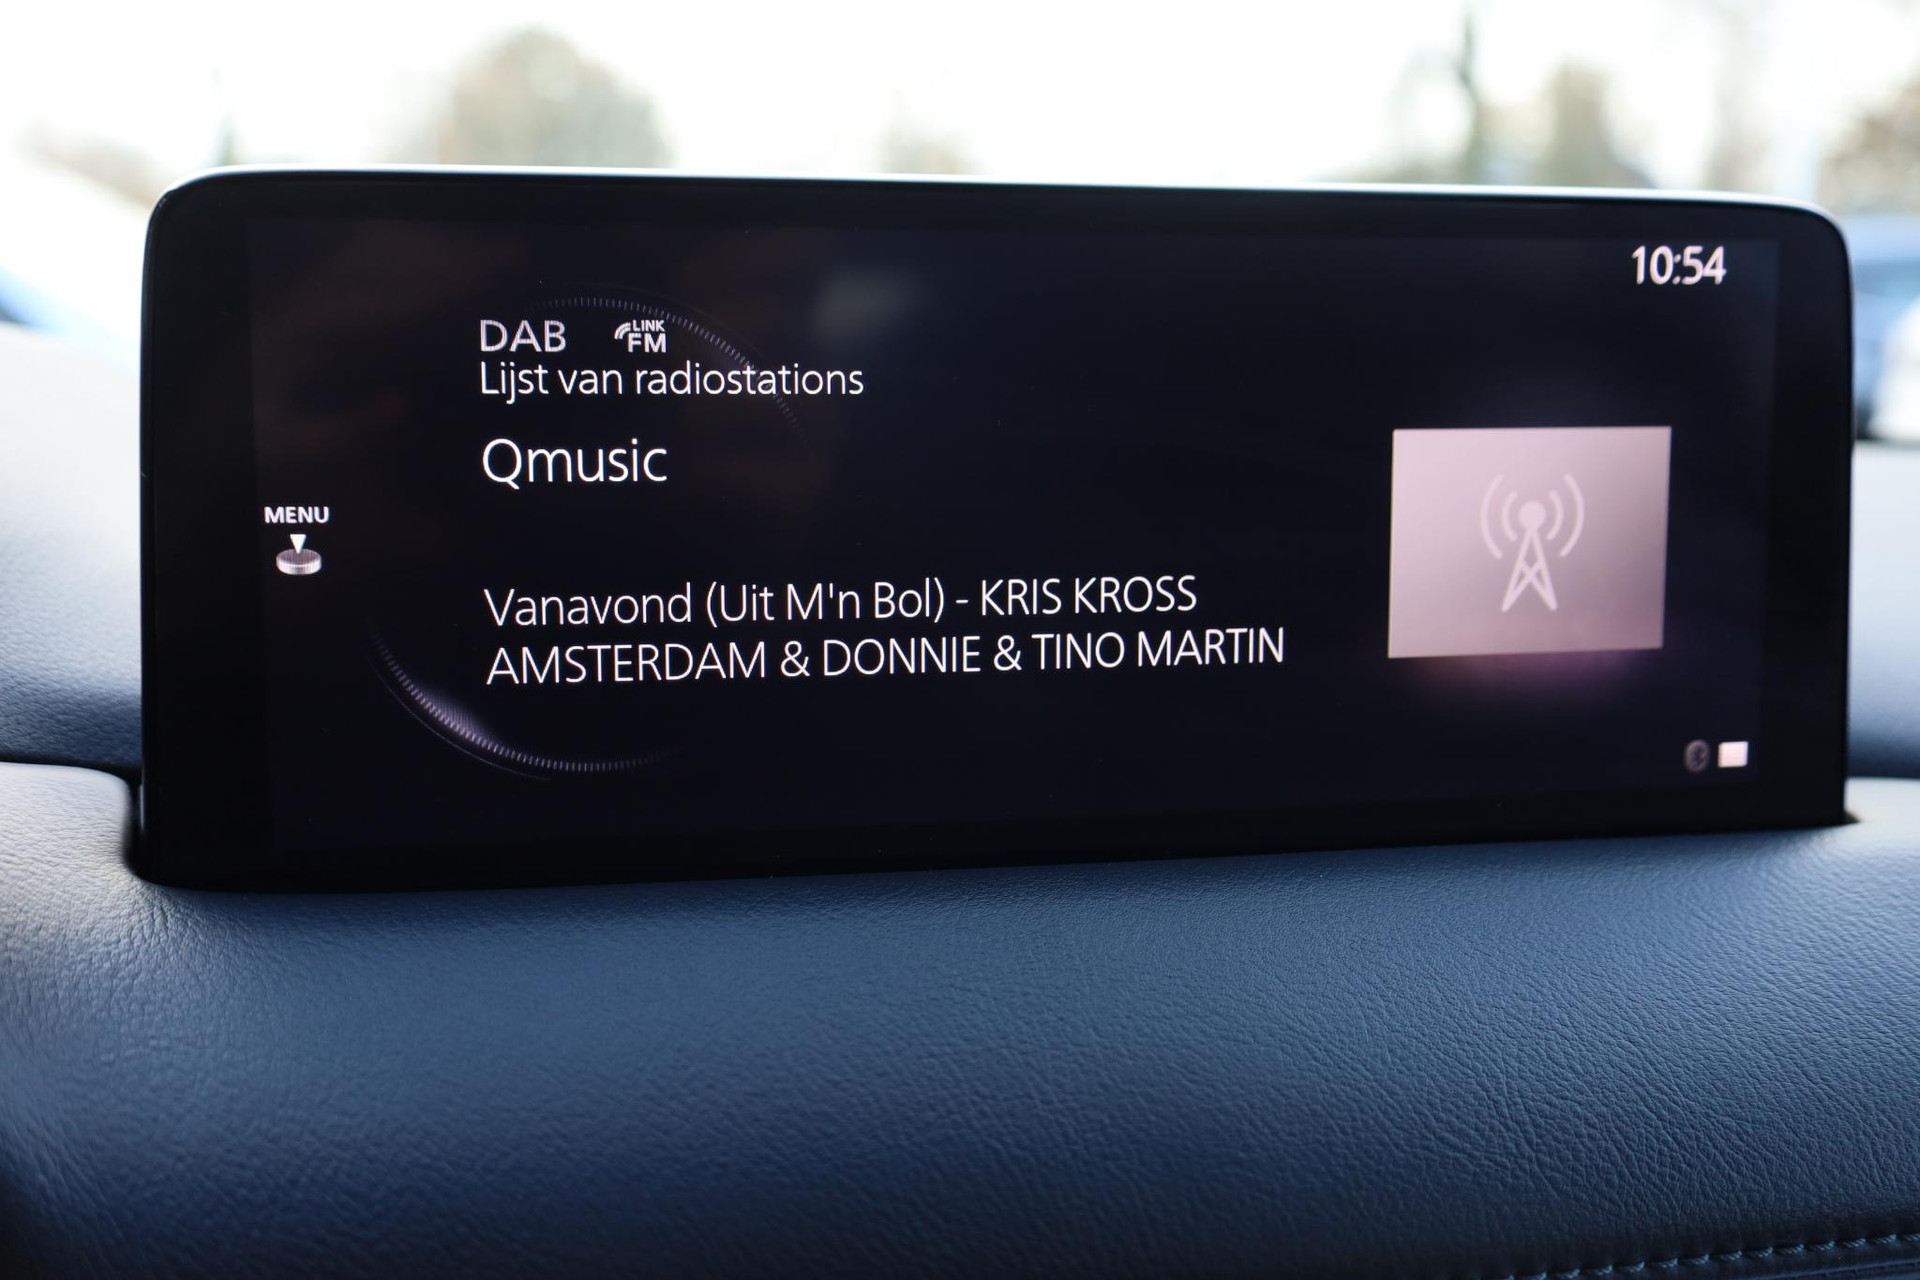 10:54
DAB LINK FM
Lijst van radiostations
Qmusic
MENU
Vanavond (Uit M'n Bol) - KRIS KROSS
AMSTERDAM & DONNIE & TINO MARTIN